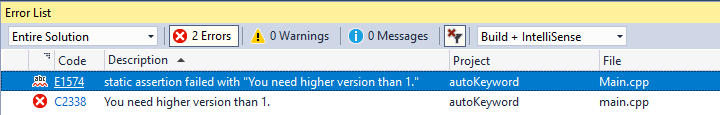 Error List
Entire Solution 2 Errors 0 Warnings 0 Messages Build + IntelliSense
Code Description Project File
abc E1574 static assertion failed with "You need higher version than 1." autoKeyword Main.cpp
C2338 You need higher version than 1. autoKeyword main.cpp